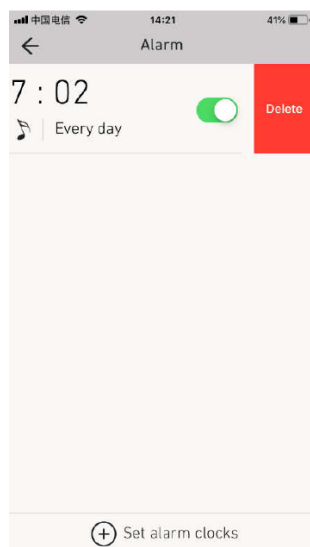 中国电信 14:21 41%
Alarm
7 : 02
Delete
Every day
Set alarm clocks